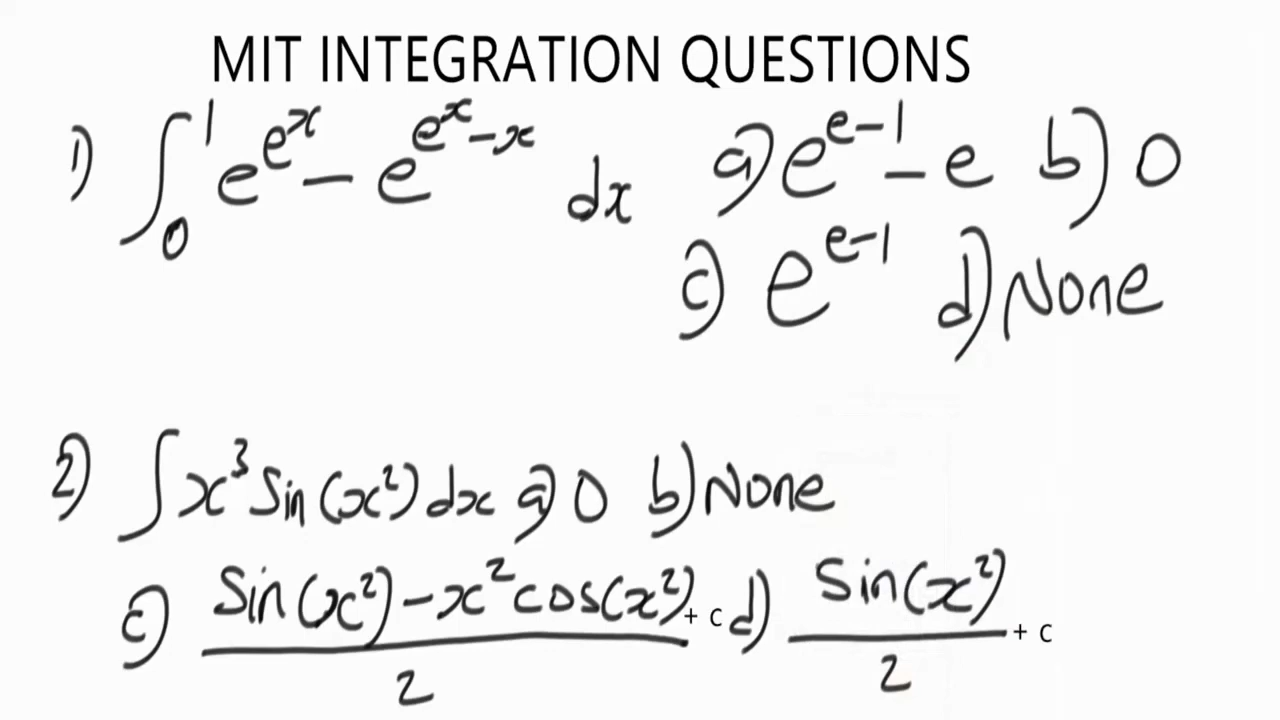 MIT INTEGRATION QUESTIONS
1) ∫₀¹ e^{e^x} − e^{e^x − x} dx a) e^{e−1} − e b) 0
c) e^{e−1} d) None
2) ∫ x³ sin(x²) dx a) 0 b) None
c) (sin(x²) − x² cos(x²))/2 + c d) sin(x²)/2 + c